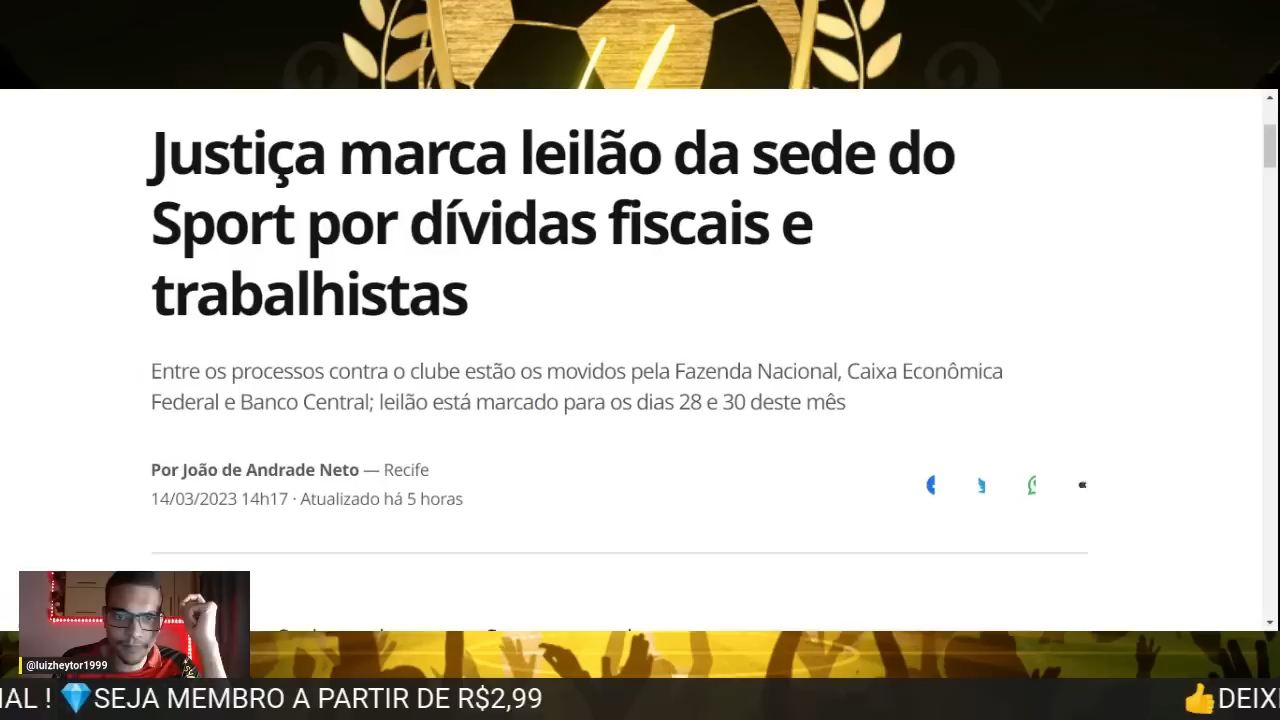 Justiça marca leilão da sede do
Sport por dívidas fiscais e
trabalhistas
Entre os processos contra o clube estão os movidos pela Fazenda Nacional, Caixa Econômica
Federal e Banco Central; leilão está marcado para os dias 28 e 30 deste mês
Por João de Andrade Neto — Recife
14/03/2023 14h17 · Atualizado há 5 horas
@luizheytor1999
! 💎SEJA MEMBRO A PARTIR DE R$2,99